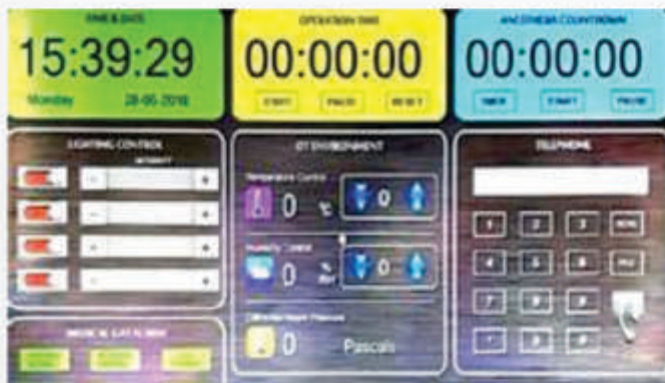 TIME & DATE
15:39:29
Monday 28-05-2018
OPERATION TIME
00:00:00
START PAUSE RESET
ANESTHESIA COUNTDOWN
00:00:00
START PAUSE
LIGHTING CONTROL
INTENSITY
- +
- +
- +
- +
OT ENVIRONMENT
Temperature Control
0 °C 0
Humidity Control
0 % 0
0 Pascals
TELEPHONE
1 2 3
4 5 6
7 8 9
* 0 #